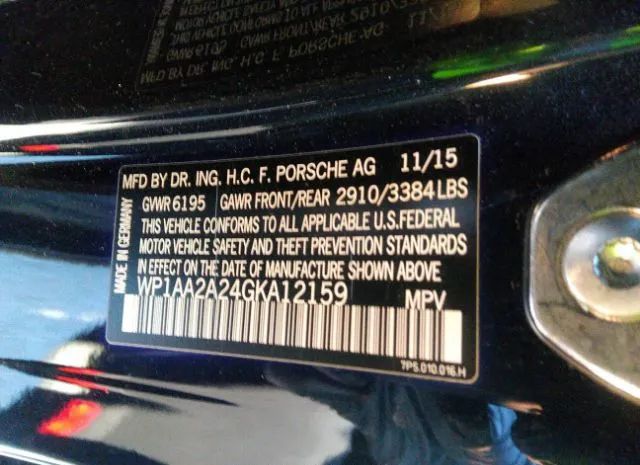 MFD BY DR. ING. H.C. F. PORSCHE AG 11/15
GVWR 6195 GAWR FRONT/REAR 2910/3384 LBS
THIS VEHICLE CONFORMS TO ALL APPLICABLE U.S. FEDERAL
MOTOR VEHICLE SAFETY AND THEFT PREVENTION STANDARDS
IN EFFECT ON THE DATE OF MANUFACTURE SHOWN ABOVE
WP1AA2A24GKA12159 MPV
7P5.010.016.H
MADE IN GERMANY